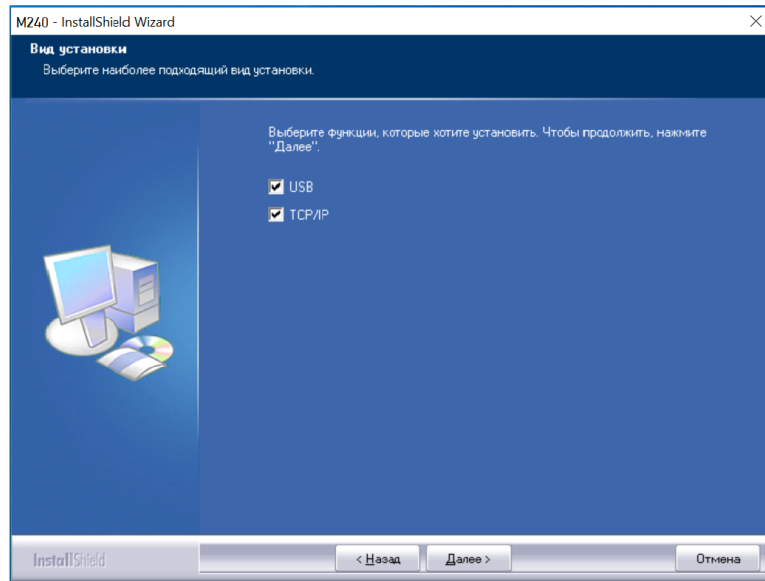 M240 - InstallShield Wizard
Вид установки
Выберите наиболее подходящий вид установки.
Выберите функции, которые хотите установить. Чтобы продолжить, нажмите
"Далее".
USB
TCP/IP
InstallShield
< Назад
Далее >
Отмена